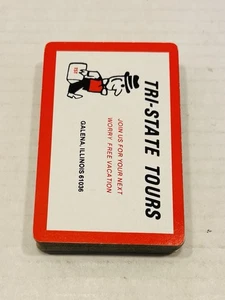 TRI-STATE TOURS
JOIN US FOR YOUR NEXT
WORRY FREE VACATION
GALENA, ILLINOIS 61036